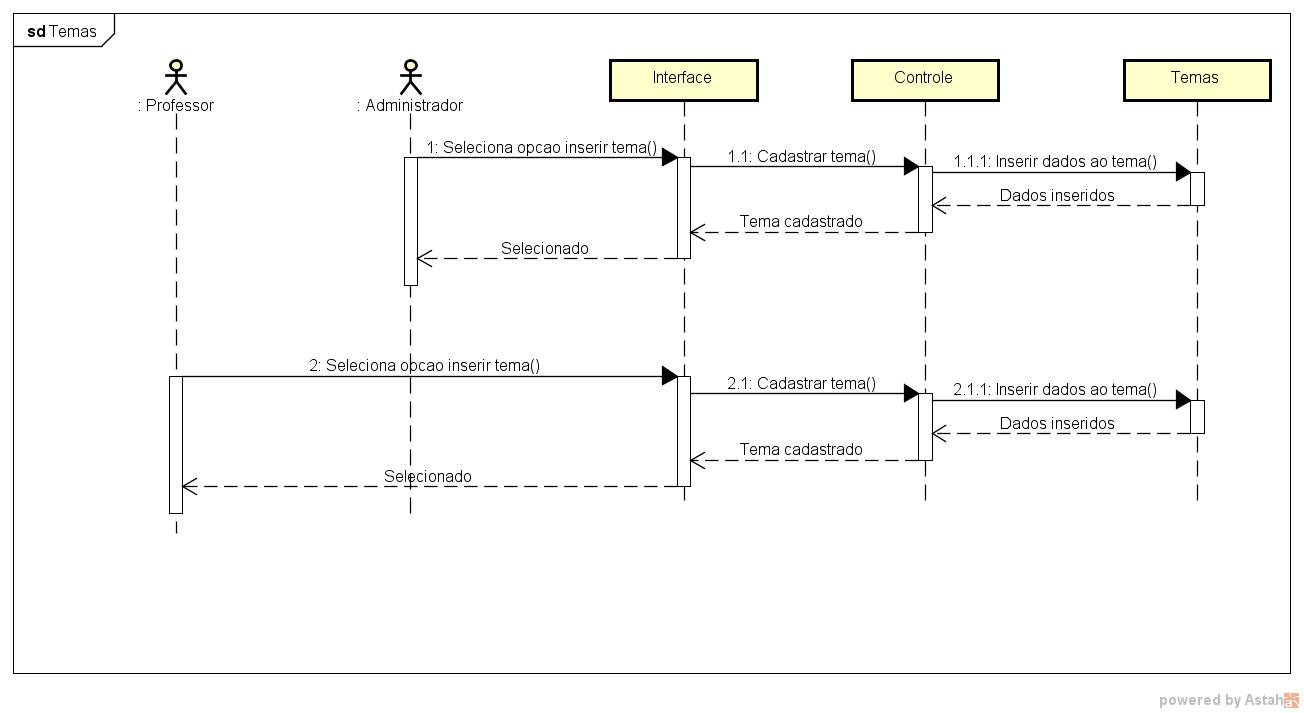 sd Temas
: Professor
: Administrador
Interface
Controle
Temas
1: Seleciona opcao inserir tema()
1.1: Cadastrar tema()
1.1.1: Inserir dados ao tema()
Dados inseridos
Tema cadastrado
Selecionado
2: Seleciona opcao inserir tema()
2.1: Cadastrar tema()
2.1.1: Inserir dados ao tema()
Dados inseridos
Tema cadastrado
Selecionado
powered by Astah